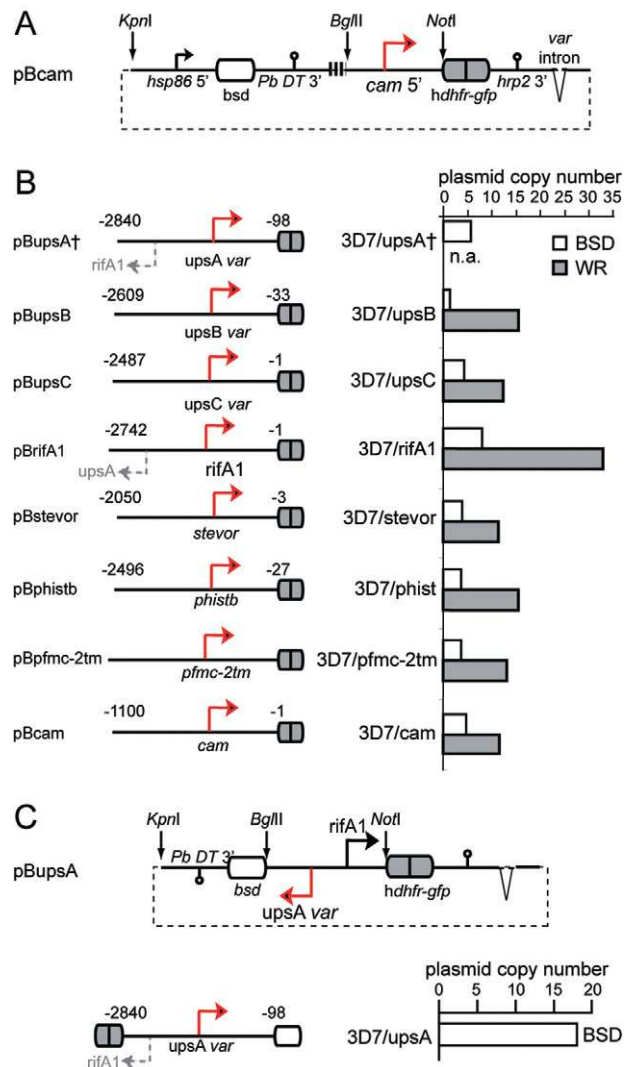 A
KpnI BglII NotI var intron
pBcam
hsp86 5' bsd Pb DT 3' cam 5' hdhfr-gfp hrp2 3'
B
plasmid copy number
0 5 10 15 20 25 30 35
pBupsA† -2840 -98 rifA1 upsA var 3D7/upsA† n.a.
BSD
WR
pBupsB -2609 -33 upsB var 3D7/upsB
pBupsC -2487 -1 upsC var 3D7/upsC
pBrifA1 -2742 -1 upsA rifA1 3D7/rifA1
pBstevor -2050 -3 stevor 3D7/stevor
pBphistb -2496 -27 phistb 3D7/phist
pBpfmc-2tm pfmc-2tm 3D7/pfmc-2tm
pBcam -1100 -1 cam 3D7/cam
C
KpnI BglII rifA1 NotI
pBupsA
Pb DT 3' bsd upsA var hdhfr-gfp
plasmid copy number
0 5 10 15 20
-2840 -98 rifA1 upsA var 3D7/upsA BSD